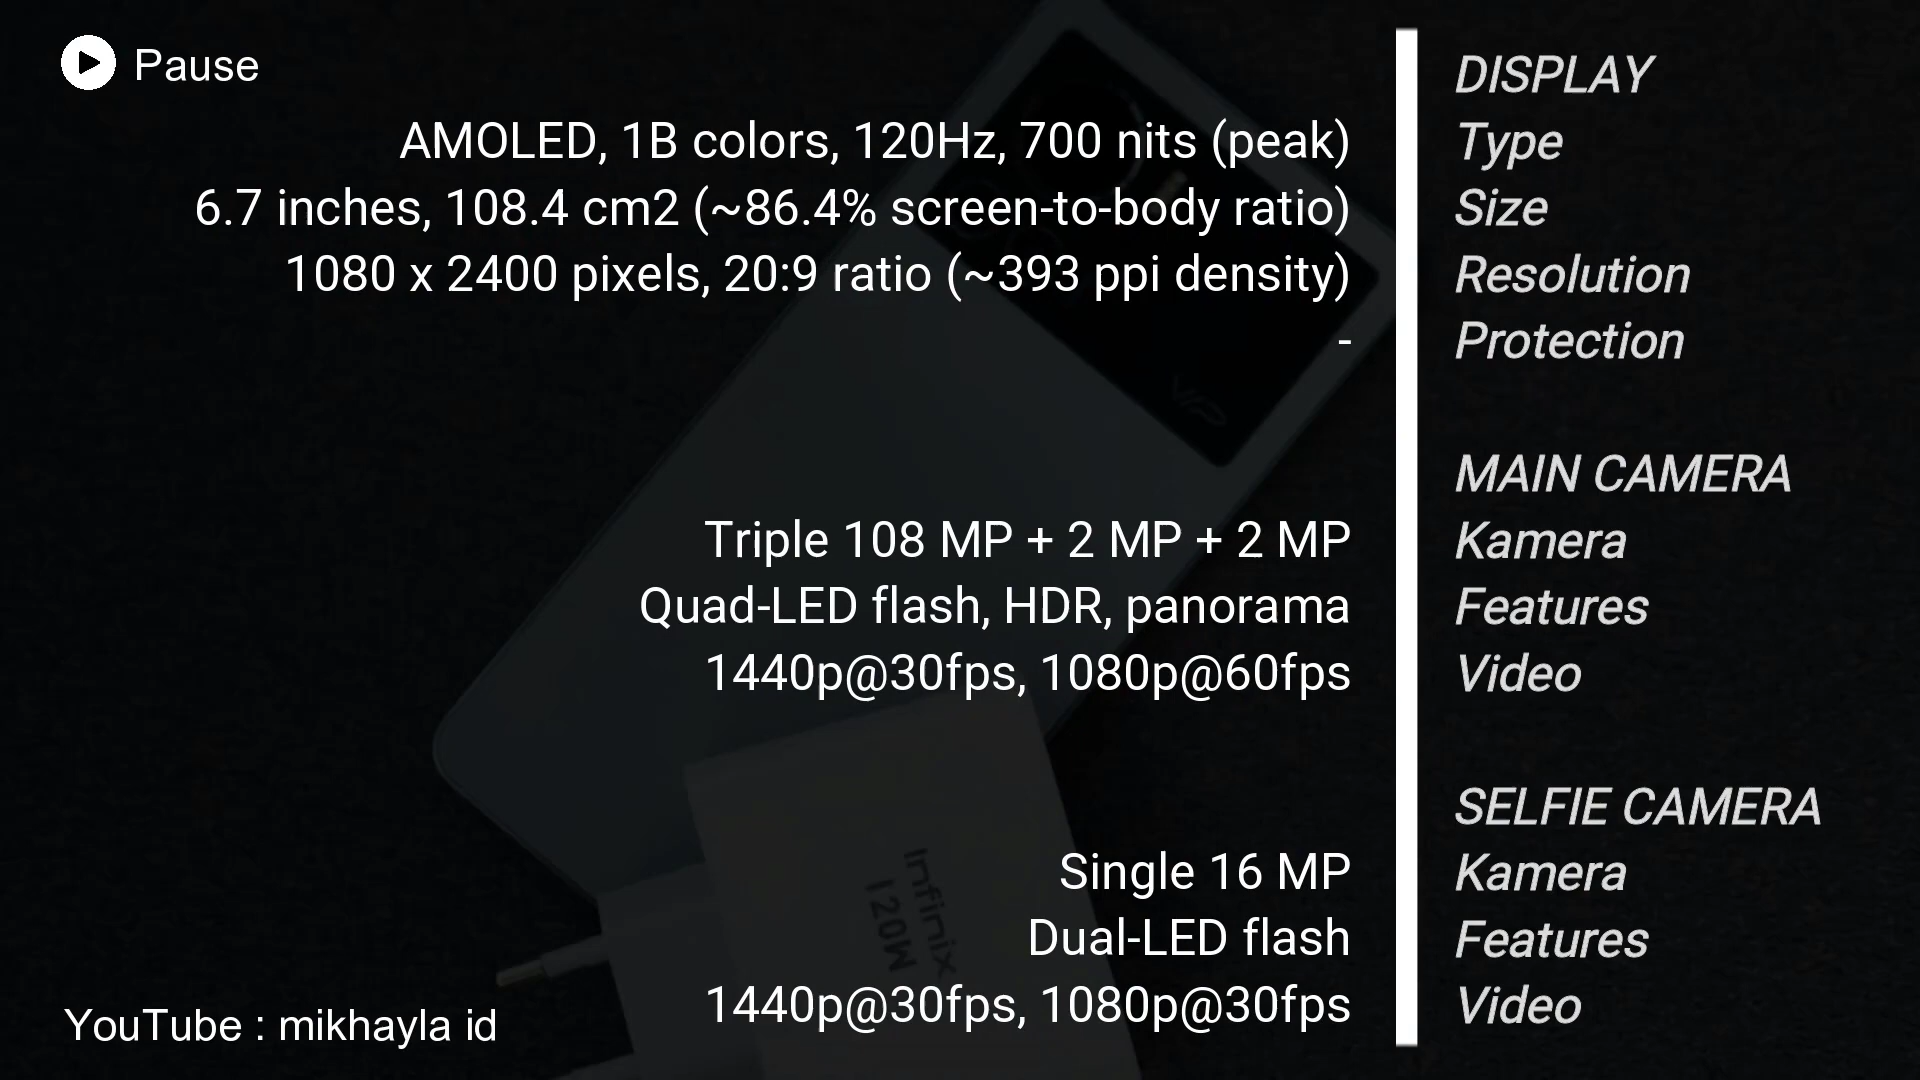 Pause
DISPLAY
AMOLED, 1B colors, 120Hz, 700 nits (peak) Type
6.7 inches, 108.4 cm2 (~86.4% screen-to-body ratio) Size
1080 x 2400 pixels, 20:9 ratio (~393 ppi density) Resolution
- Protection
VIP
MAIN CAMERA
Triple 108 MP + 2 MP + 2 MP Kamera
Quad-LED flash, HDR, panorama Features
1440p@30fps, 1080p@60fps Video
SELFIE CAMERA
Single 16 MP Kamera
Dual-LED flash Features
1440p@30fps, 1080p@30fps Video
Infinix
120W
YouTube : mikhayla id